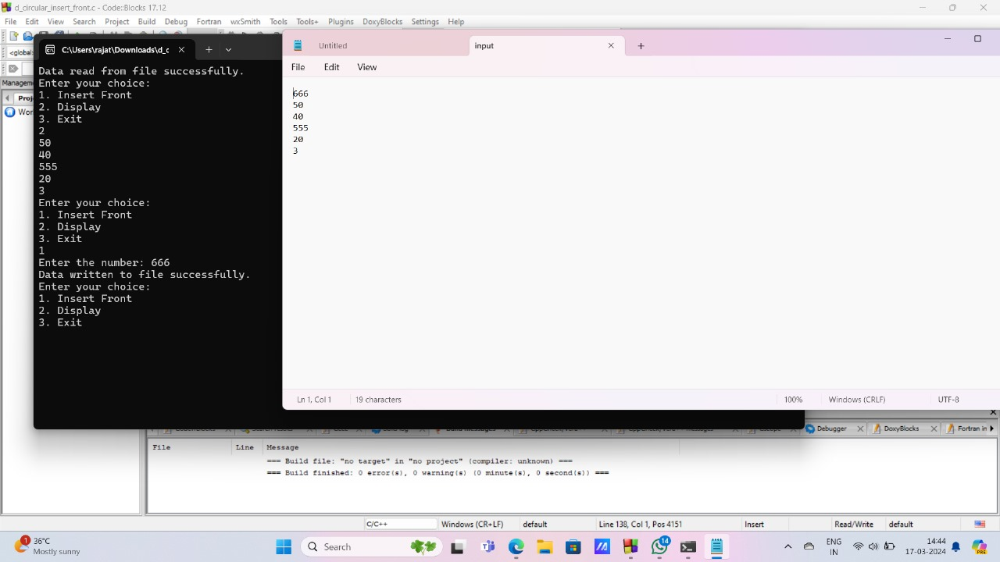 d_circular_insert_front.c - Code::Blocks 17.12
File Edit View Search Project Build Debug Fortran wxSmith Tools Tools+ Plugins DoxyBlocks Settings Help
<global>
Management
Proj
Wor
C:\Users\rajat\Downloads\d_c
Data read from file successfully.
Enter your choice:
1. Insert Front
2. Display
3. Exit
2
50
40
555
20
3
Enter your choice:
1. Insert Front
2. Display
3. Exit
1
Enter the number: 666
Data written to file successfully.
Enter your choice:
1. Insert Front
2. Display
3. Exit
Untitled
input
File Edit View
666
50
40
555
20
3
Ln 1, Col 1 19 characters 100% Windows (CRLF) UTF-8
Debugger DoxyBlocks Fortran in
File Line Message
=== Build file: "no target" in "no project" (compiler: unknown) ===
=== Build finished: 0 error(s), 0 warning(s) (0 minute(s), 0 second(s)) ===
C/C++ Windows (CR+LF) default Line 138, Col 1, Pos 4151 Insert Read/Write default
1
36°C
Mostly sunny
Search
14
ENG
IN
14:44
17-03-2024
PRE